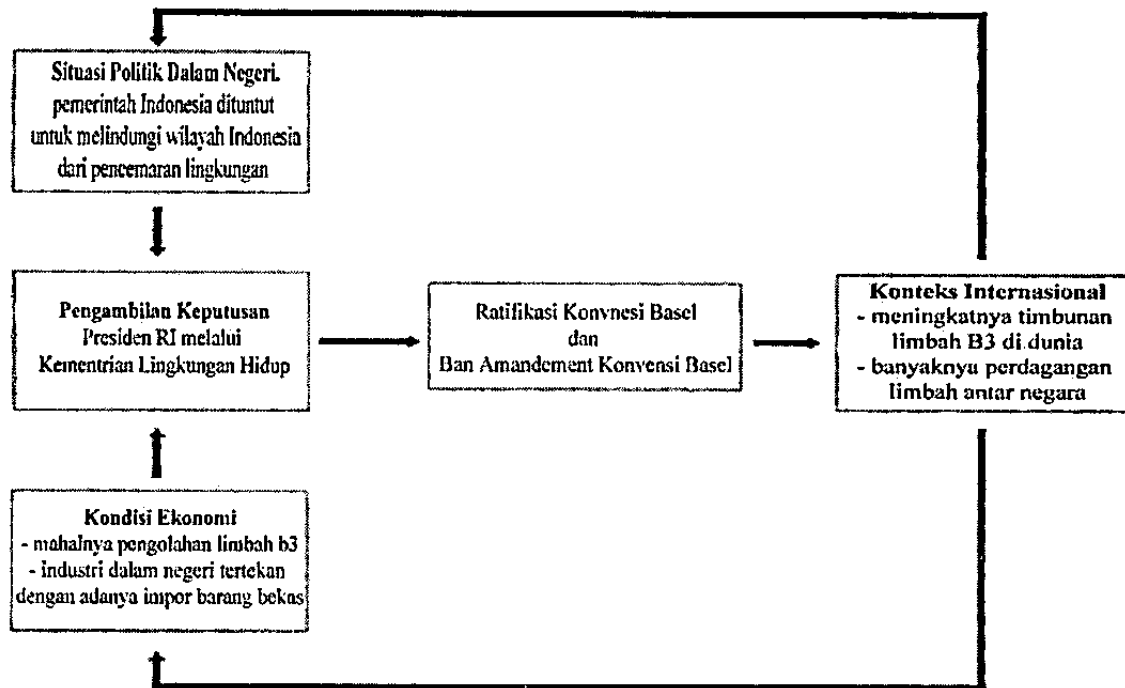 Situasi Politik Dalam Negeri.
pemerintah Indonesia dituntut
untuk melindungi wilayah Indonesia
dari pencemaran lingkungan
Pengambilan Keputusan
Presiden RI melalui
Kementrian Lingkungan Hidup
Ratifikasi Konvnesi Basel
dan
Ban Amandement Konvensi Basel
Konteks Internasional
- meningkatnya timbunan
limbah B3 di dunia
- banyaknya perdagangan
limbah antar negara
Kondisi Ekonomi
- mahalnya pengolahan limbah b3
- industri dalam negeri tertekan
dengan adanya impor barang bekas